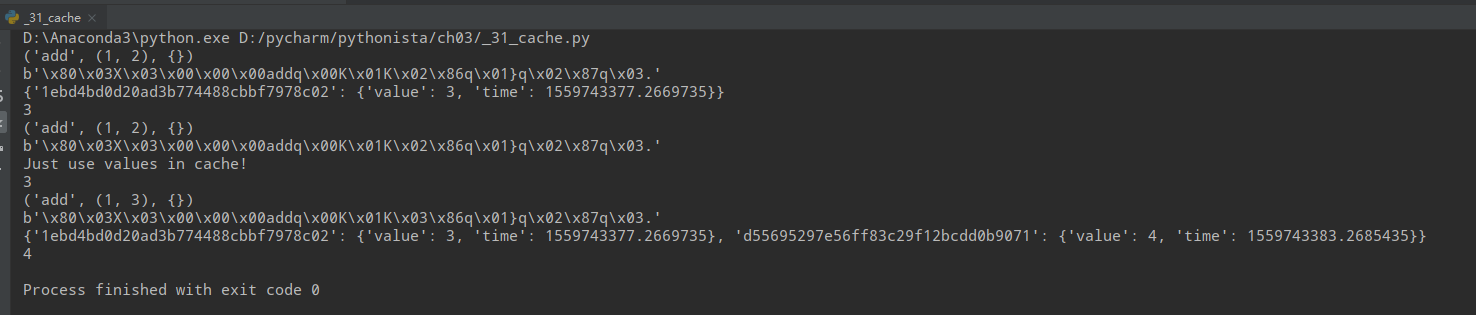 _31_cache
D:\Anaconda3\python.exe D:/pycharm/pythonista/ch03/_31_cache.py
('add', (1, 2), {})
b'\x80\x03X\x03\x00\x00\x00addq\x00K\x01K\x02\x86q\x01}q\x02\x87q\x03.'
{'1ebd4bd0d20ad3b774488cbbf7978c02': {'value': 3, 'time': 1559743377.2669735}}
3
('add', (1, 2), {})
b'\x80\x03X\x03\x00\x00\x00addq\x00K\x01K\x02\x86q\x01}q\x02\x87q\x03.'
Just use values in cache!
3
('add', (1, 3), {})
b'\x80\x03X\x03\x00\x00\x00addq\x00K\x01K\x03\x86q\x01}q\x02\x87q\x03.'
{'1ebd4bd0d20ad3b774488cbbf7978c02': {'value': 3, 'time': 1559743377.2669735}, 'd55695297e56ff83c29f12bcdd0b9071': {'value': 4, 'time': 1559743383.2685435}}
4
Process finished with exit code 0